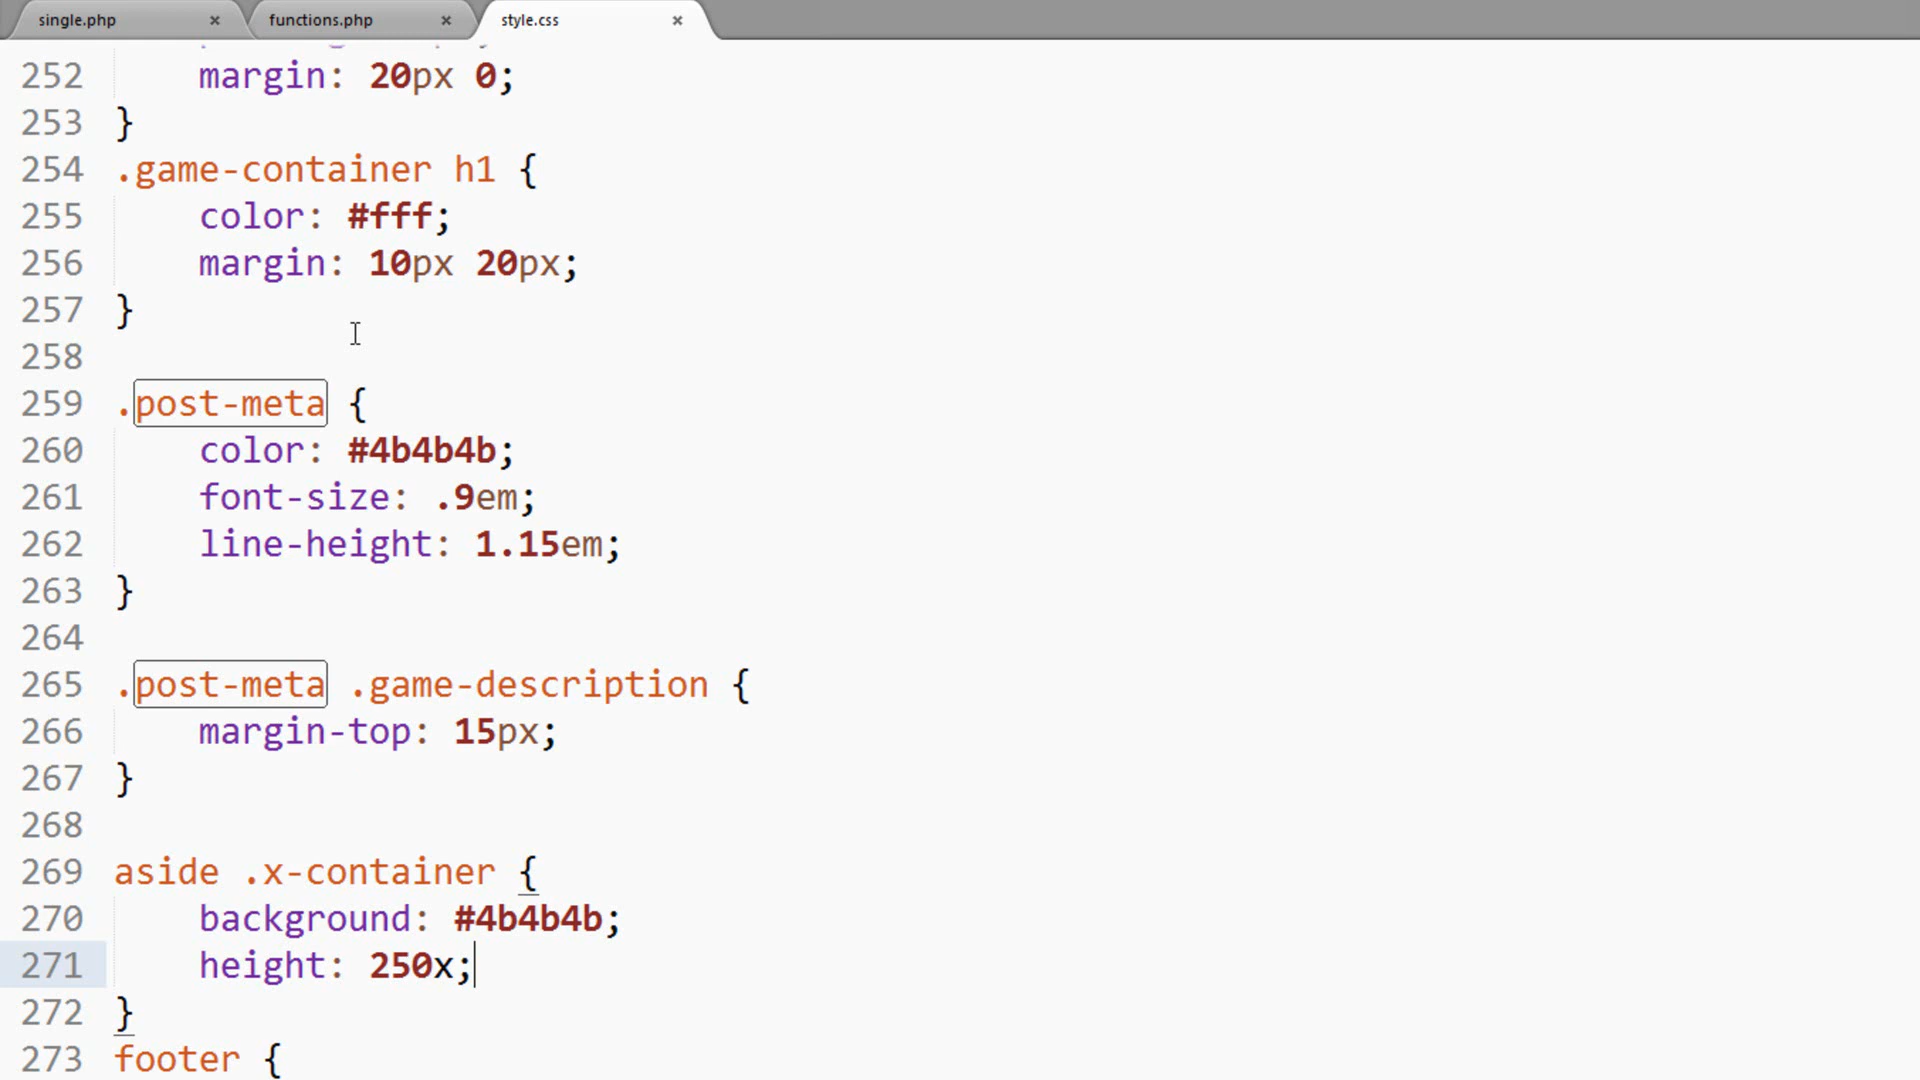 single.php × functions.php × style.css ×
252 margin: 20px 0;
253 }
254 .game-container h1 {
255 color: #fff;
256 margin: 10px 20px;
257 }
258
259 .post-meta {
260 color: #4b4b4b;
261 font-size: .9em;
262 line-height: 1.15em;
263 }
264
265 .post-meta .game-description {
266 margin-top: 15px;
267 }
268
269 aside .x-container {
270 background: #4b4b4b;
271 height: 250x;
272 }
273 footer {